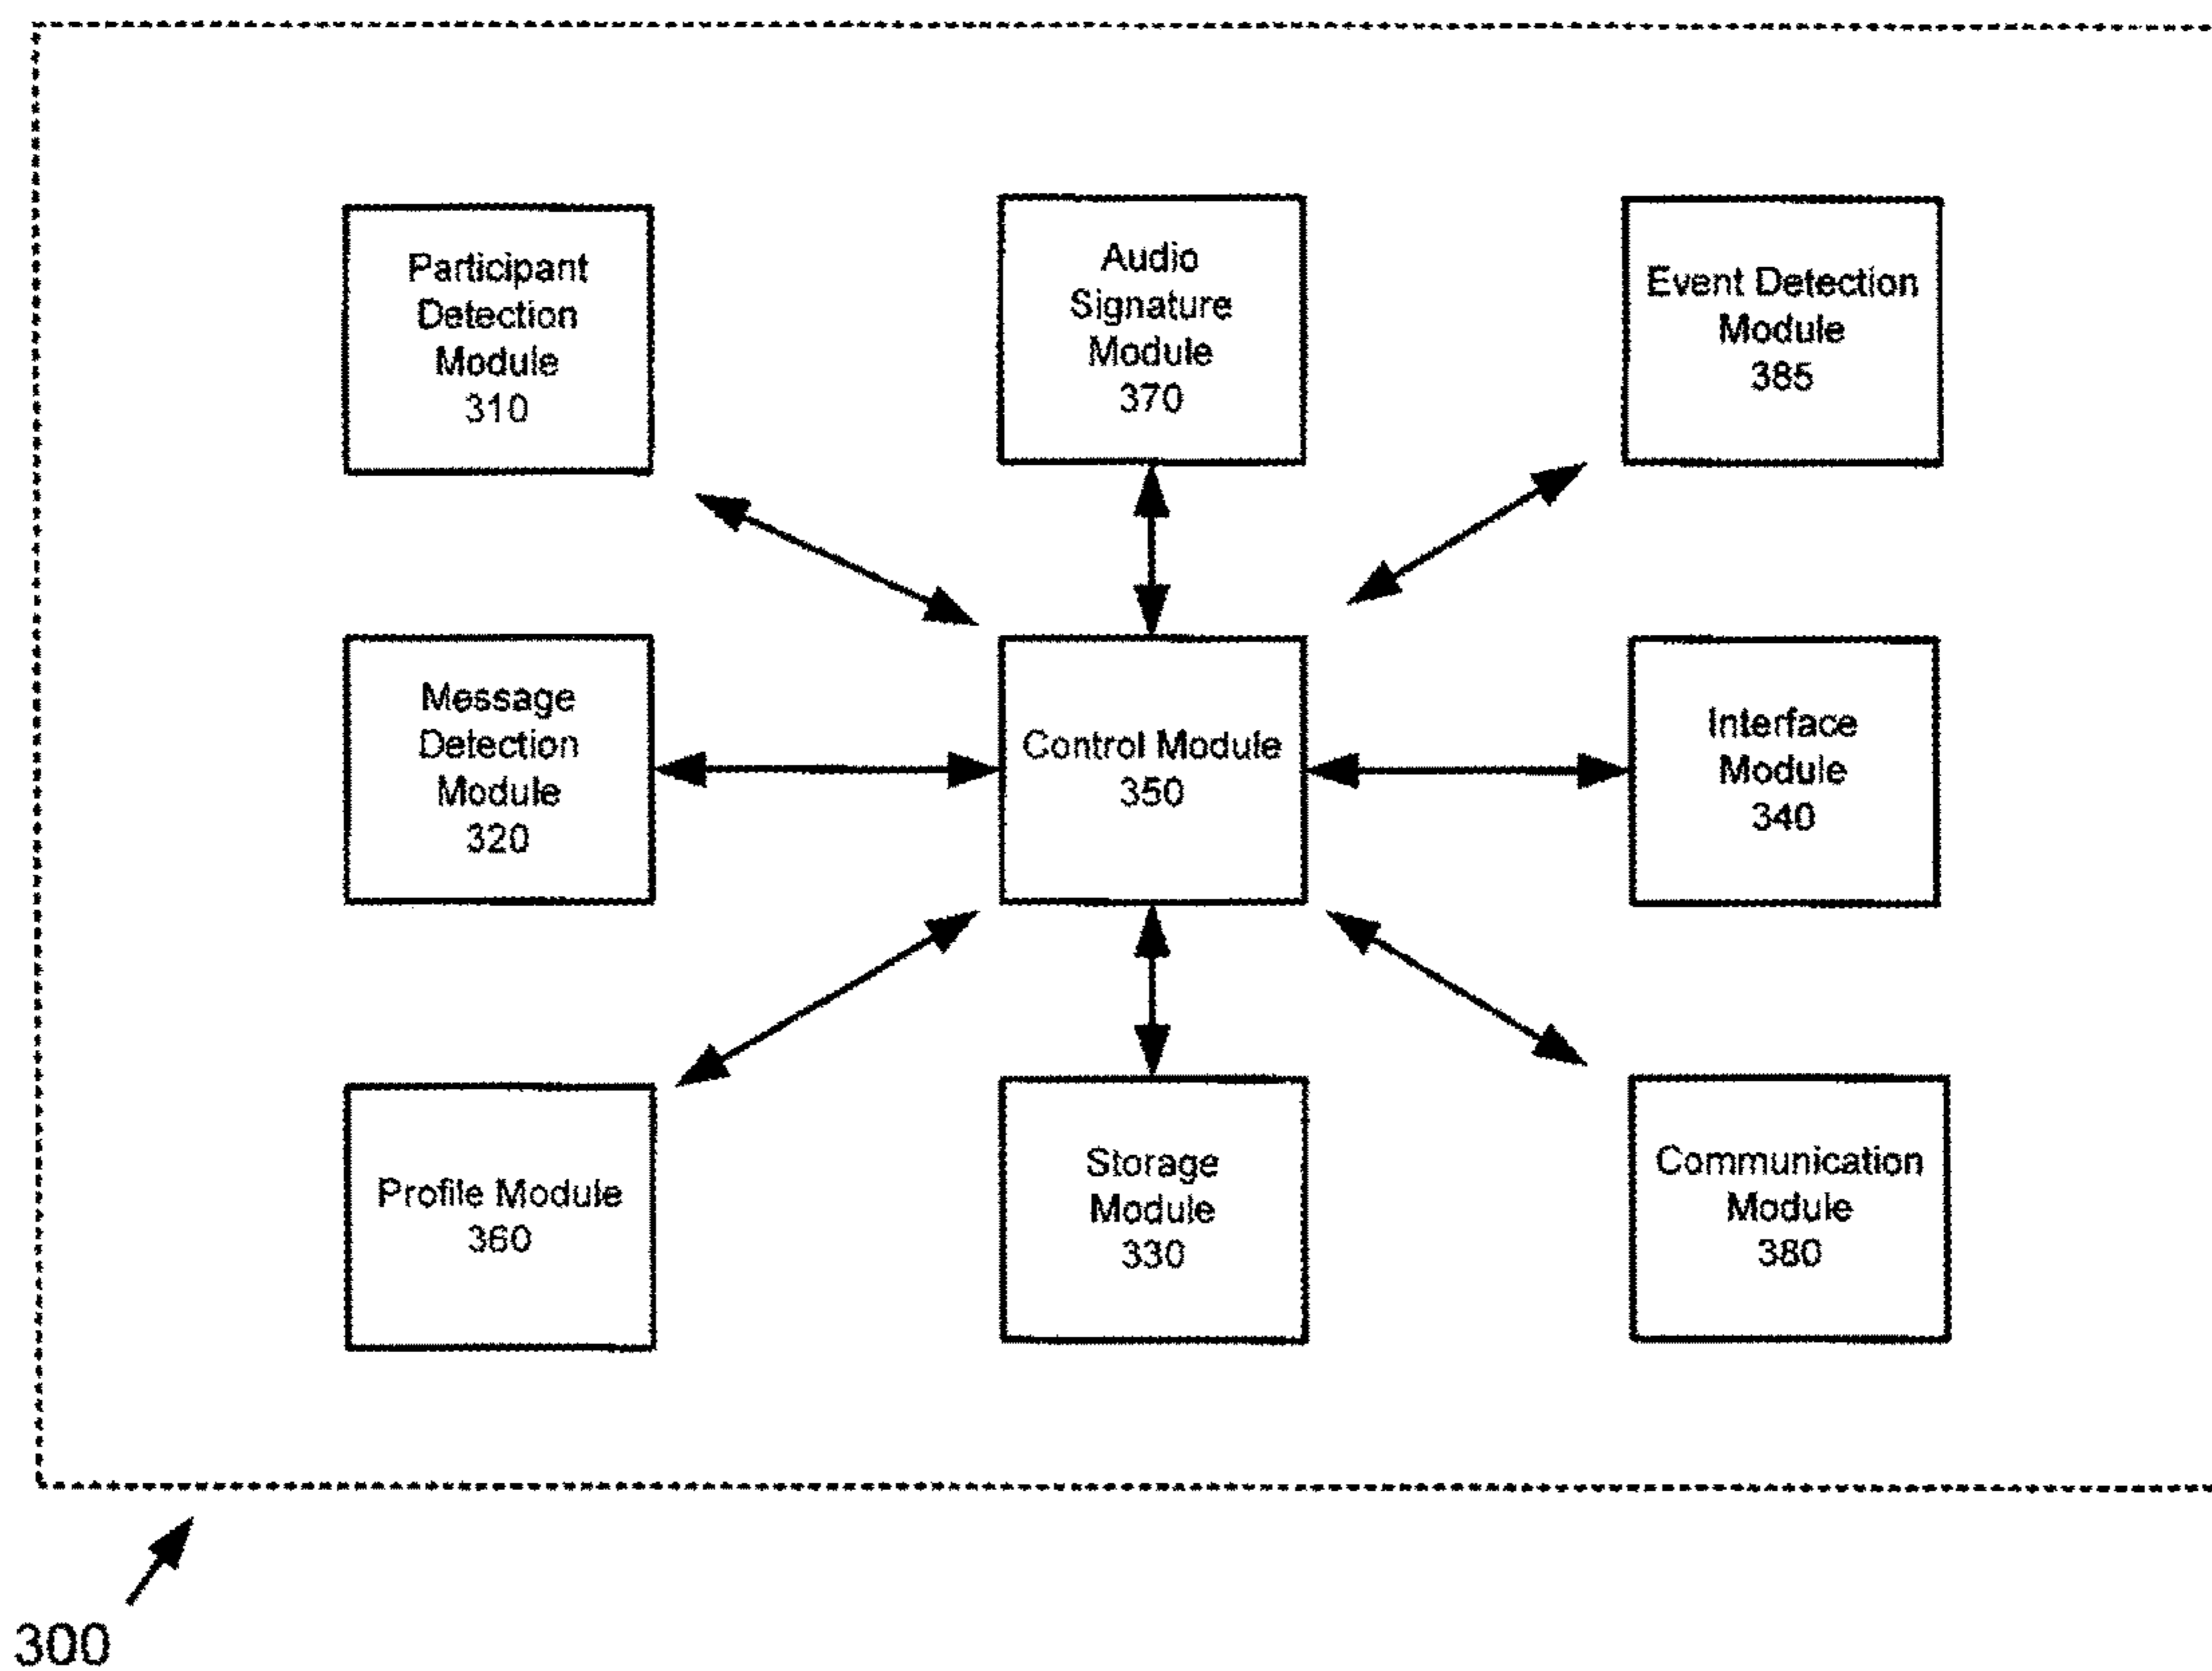 Participant
Detection
Module
310
Audio
Signature
Module
370
Event Detection
Module
385
Message
Detection
Module
320
Control Module
350
Interface
Module
340
Profile Module
360
Storage
Module
330
Communication
Module
380
300